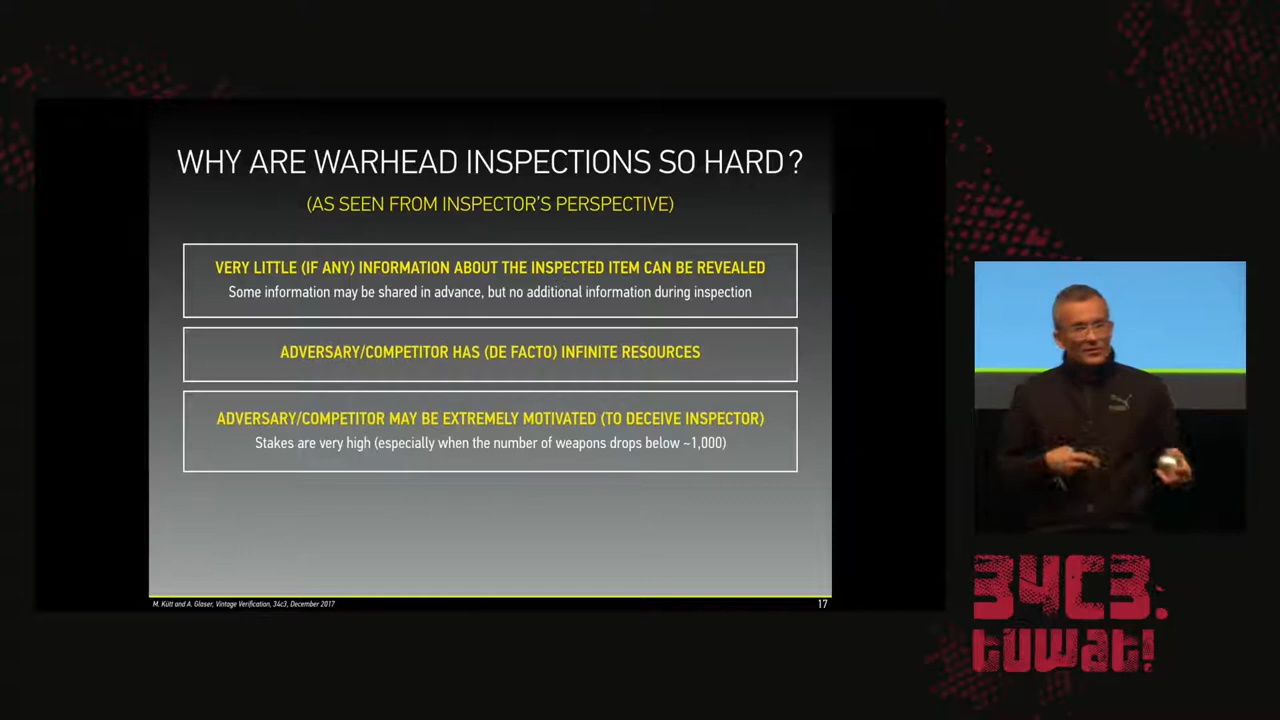 WHY ARE WARHEAD INSPECTIONS SO HARD?
(AS SEEN FROM INSPECTOR'S PERSPECTIVE)
VERY LITTLE (IF ANY) INFORMATION ABOUT THE INSPECTED ITEM CAN BE REVEALED
Some information may be shared in advance, but no additional information during inspection
ADVERSARY/COMPETITOR HAS (DE FACTO) INFINITE RESOURCES
ADVERSARY/COMPETITOR MAY BE EXTREMELY MOTIVATED (TO DECEIVE INSPECTOR)
Stakes are very high (especially when the number of weapons drops below ~1,000)
M. Kütt and A. Glaser, Vintage Verification, 34c3, December 2017
17
34C3.
tuwat!